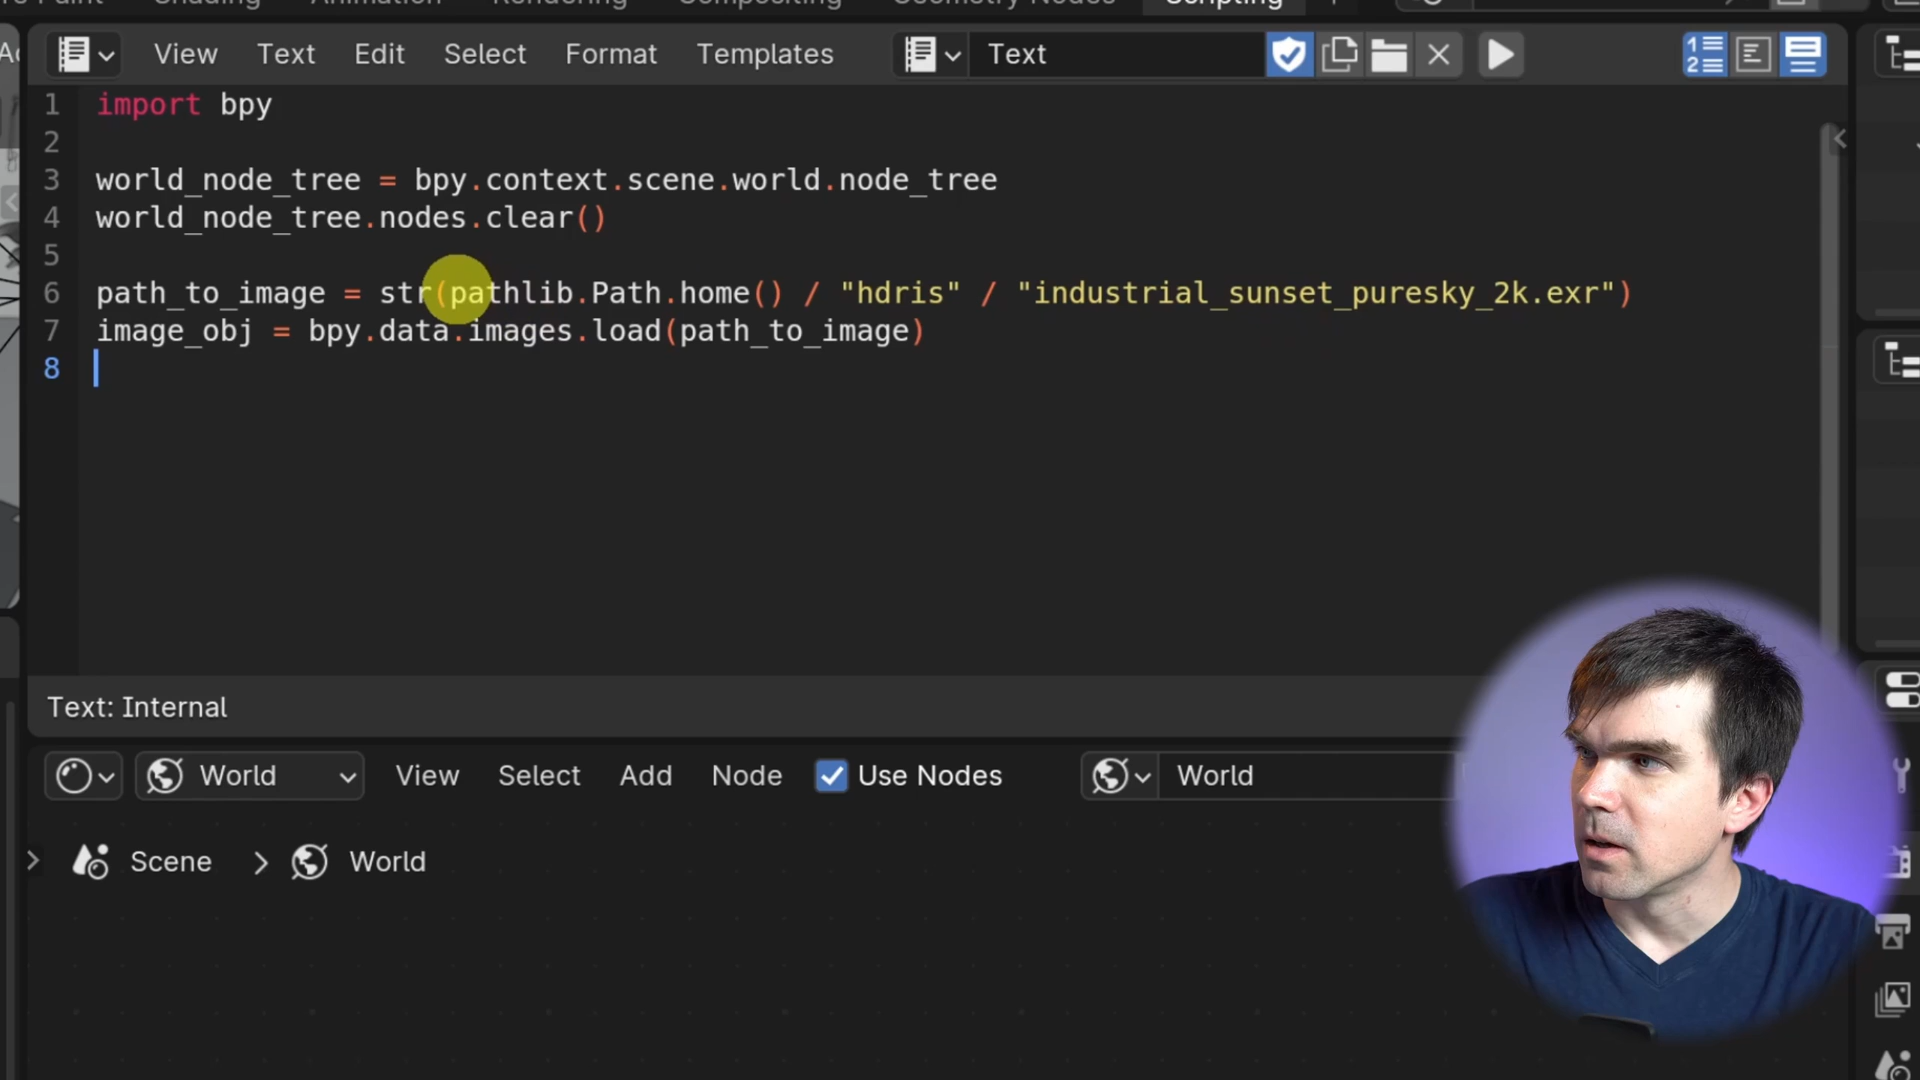 Compositing
Scripting
View Text Edit Select Format Templates Text
1 import bpy
2
3 world_node_tree = bpy.context.scene.world.node_tree
4 world_node_tree.nodes.clear()
5
6 path_to_image = str(pathlib.Path.home() / "hdris" / "industrial_sunset_puresky_2k.exr")
7 image_obj = bpy.data.images.load(path_to_image)
8
Text: Internal
World View Select Add Node Use Nodes World
Scene > World